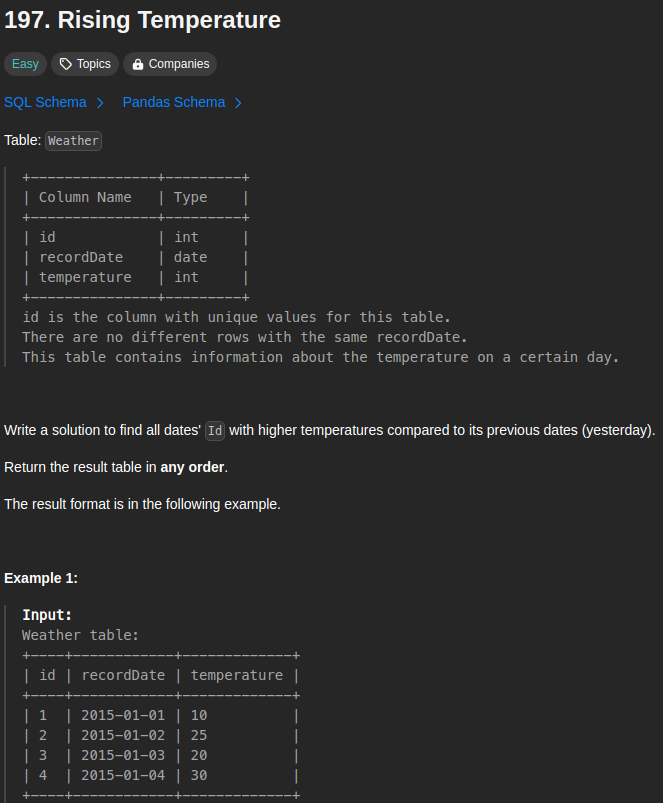 197. Rising Temperature
Easy Topics Companies
SQL Schema > Pandas Schema >
Table: Weather
+---------------+---------+
| Column Name   | Type    |
+---------------+---------+
| id            | int     |
| recordDate    | date    |
| temperature   | int     |
+---------------+---------+
id is the column with unique values for this table.
There are no different rows with the same recordDate.
This table contains information about the temperature on a certain day.
Write a solution to find all dates' Id with higher temperatures compared to its previous dates (yesterday).
Return the result table in any order.
The result format is in the following example.
Example 1:
Input:
Weather table:
+----+------------+-------------+
| id | recordDate | temperature |
+----+------------+-------------+
| 1  | 2015-01-01 | 10          |
| 2  | 2015-01-02 | 25          |
| 3  | 2015-01-03 | 20          |
| 4  | 2015-01-04 | 30          |
+----+------------+-------------+